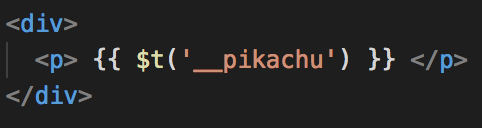 <div>
<p> {{ $t('__pikachu') }} </p>
</div>